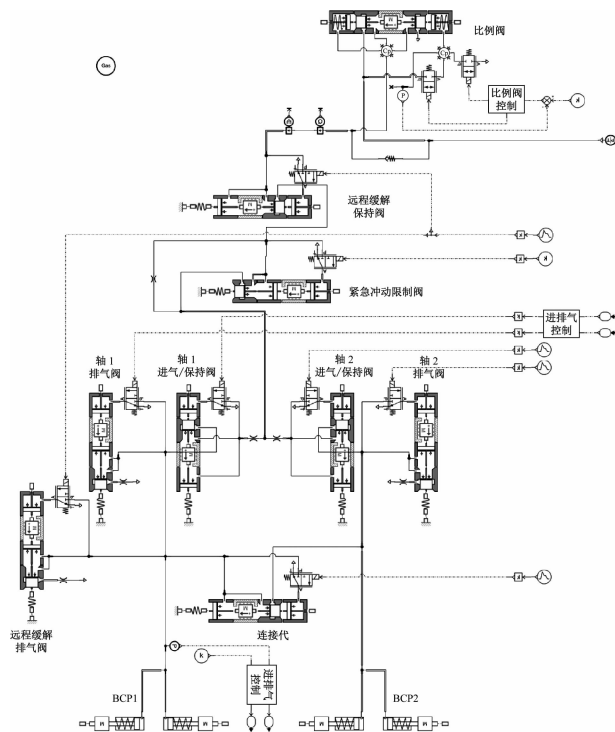 比例阀
Gas
Cp
Cp
P
比例阀
控制
远程缓解
保持阀
紧急冲动限制阀
进排气
控制
轴 1
排气阀
轴 1
进气/保持阀
轴 2
进气/保持阀
轴 2
排气阀
远程缓解
排气阀
连接代
k
进排气
控制
BCP1
BCP2
M
M
M
M